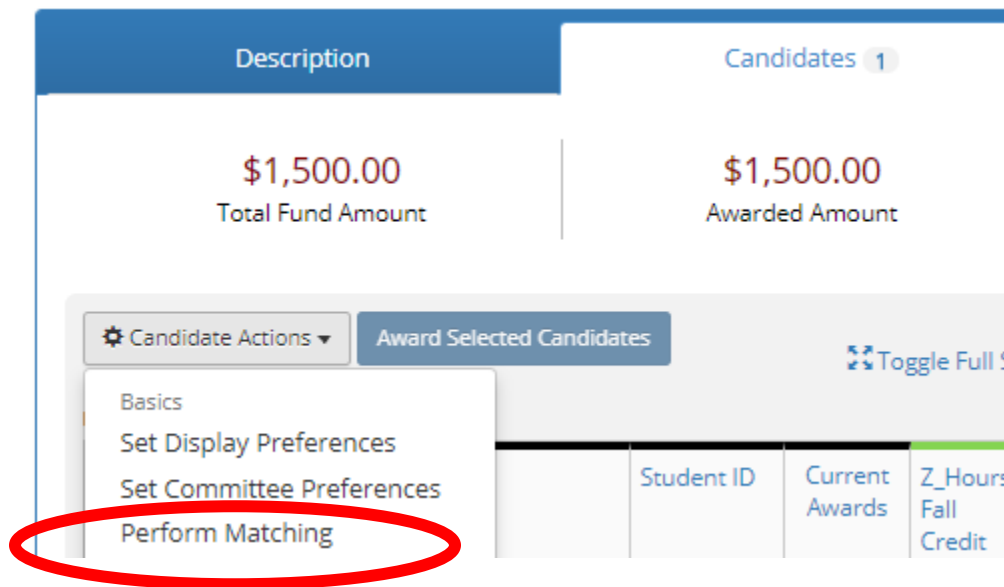 Description
Candidates 1
$1,500.00
Total Fund Amount
$1,500.00
Awarded Amount
Candidate Actions
Award Selected Candidates
Toggle Full
Basics
Set Display Preferences
Set Committee Preferences
Perform Matching
Student ID
Current
Awards
Z_Hours
Fall
Credit